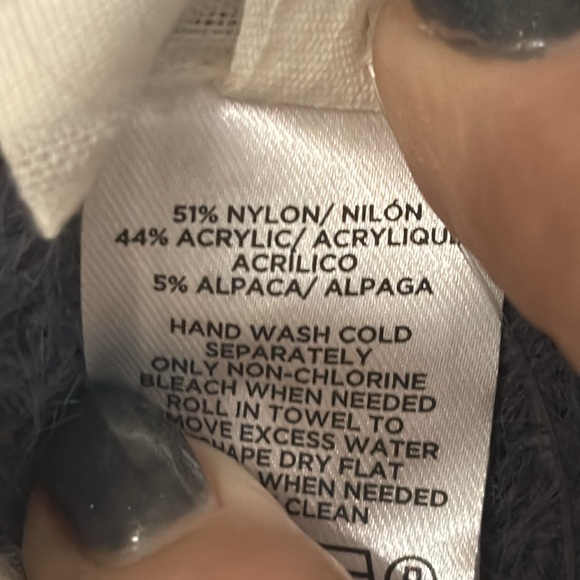 51% NYLON/ NILÓN
44% ACRYLIC/ ACRYLIQUE
ACRÍLICO
5% ALPACA/ ALPAGA
HAND WASH COLD
SEPARATELY
ONLY NON-CHLORINE
BLEACH WHEN NEEDED
ROLL IN TOWEL TO
MOVE EXCESS WATER
HAPE DRY FLAT
WHEN NEEDED
CLEAN